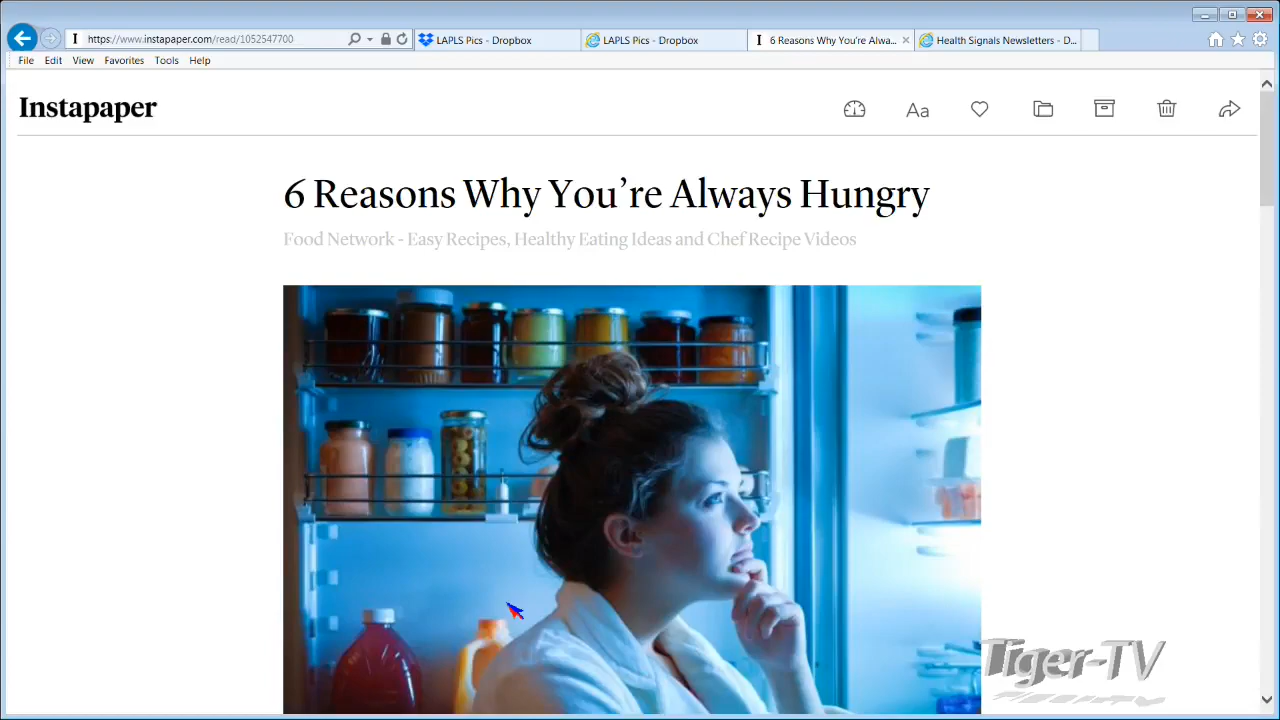 https://www.instapaper.com/read/1052547700
LAPLS Pics - Dropbox
LAPLS Pics - Dropbox
6 Reasons Why You're Alwa...
Health Signals Newsletters - D...
File Edit View Favorites Tools Help
Instapaper
Aa
6 Reasons Why You’re Always Hungry
Food Network - Easy Recipes, Healthy Eating Ideas and Chef Recipe Videos
Tiger-TV